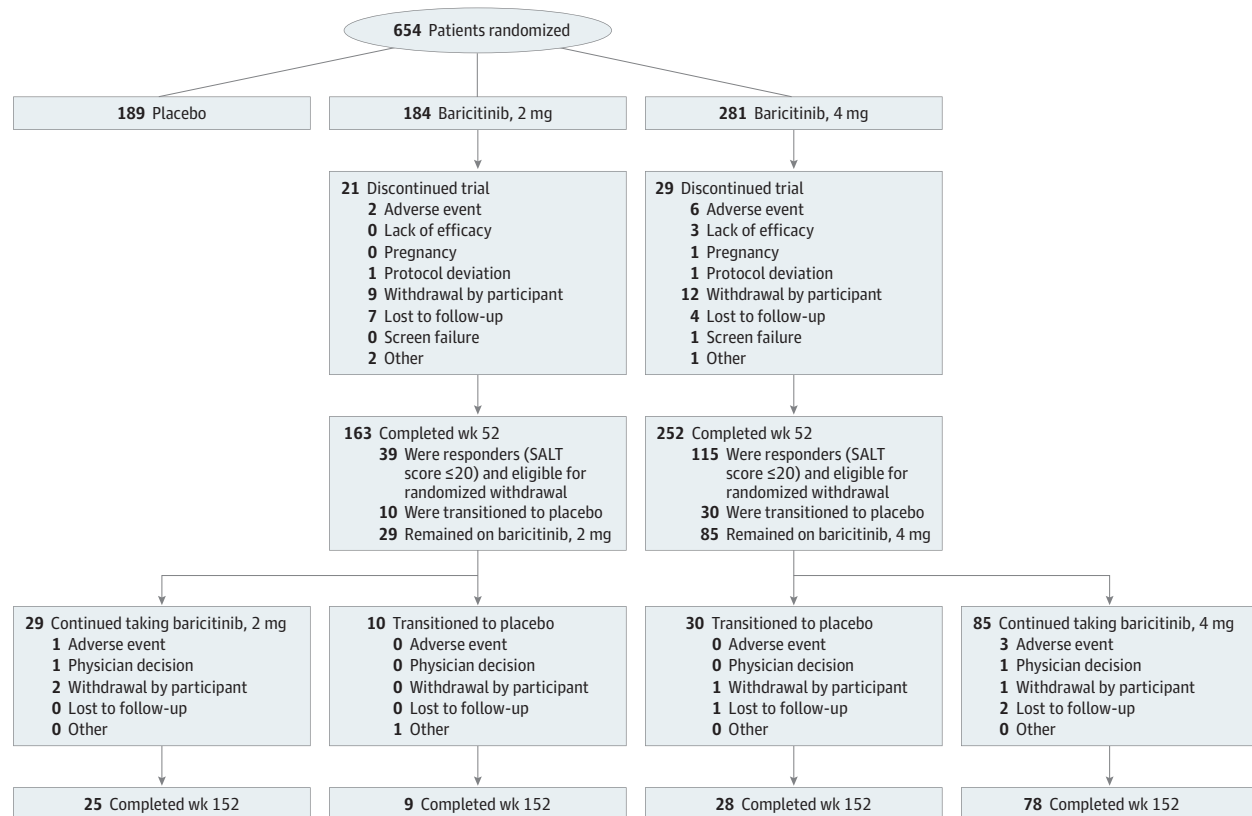 654 Patients randomized
189 Placebo
184 Baricitinib, 2 mg
281 Baricitinib, 4 mg
21 Discontinued trial
2 Adverse event
0 Lack of efficacy
0 Pregnancy
1 Protocol deviation
9 Withdrawal by participant
7 Lost to follow-up
0 Screen failure
2 Other
29 Discontinued trial
6 Adverse event
3 Lack of efficacy
1 Pregnancy
1 Protocol deviation
12 Withdrawal by participant
4 Lost to follow-up
1 Screen failure
1 Other
163 Completed wk 52
39 Were responders (SALT
score ≤20) and eligible for
randomized withdrawal
10 Were transitioned to placebo
29 Remained on baricitinib, 2 mg
252 Completed wk 52
115 Were responders (SALT
score ≤20) and eligible for
randomized withdrawal
30 Were transitioned to placebo
85 Remained on baricitinib, 4 mg
29 Continued taking baricitinib, 2 mg
1 Adverse event
1 Physician decision
2 Withdrawal by participant
0 Lost to follow-up
0 Other
10 Transitioned to placebo
0 Adverse event
0 Physician decision
0 Withdrawal by participant
0 Lost to follow-up
1 Other
30 Transitioned to placebo
0 Adverse event
0 Physician decision
1 Withdrawal by participant
1 Lost to follow-up
0 Other
85 Continued taking baricitinib, 4 mg
3 Adverse event
1 Physician decision
1 Withdrawal by participant
2 Lost to follow-up
0 Other
25 Completed wk 152
9 Completed wk 152
28 Completed wk 152
78 Completed wk 152